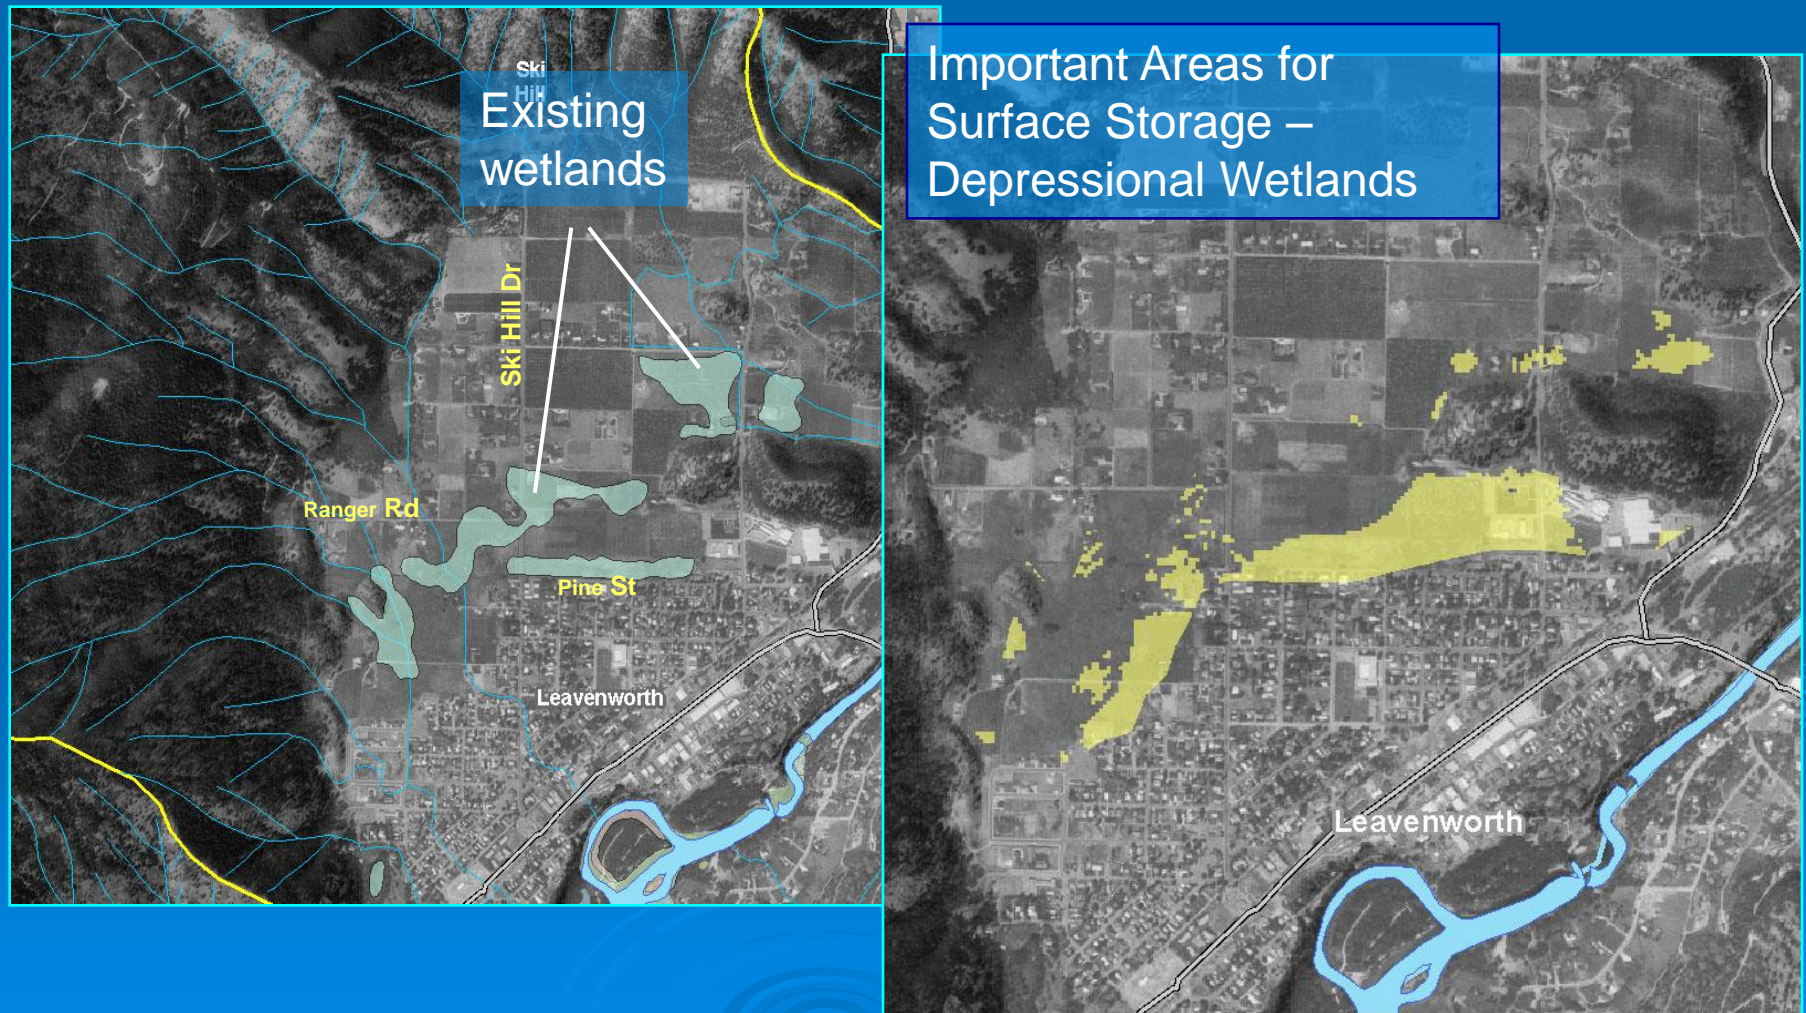 Ski
Hill
Existing
wetlands
Ski Hill Dr
Ranger Rd
Pine St
Leavenworth
Important Areas for
Surface Storage –
Depressional Wetlands
Leavenworth